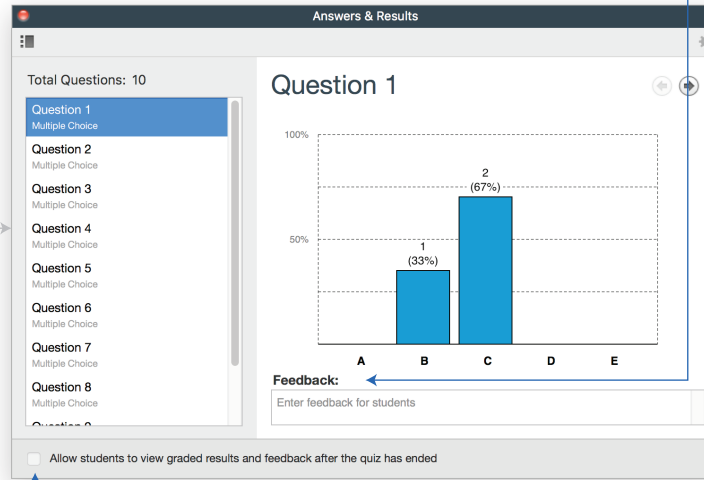 Answers & Results
Total Questions: 10
Question 1
Multiple Choice
Question 2
Multiple Choice
Question 3
Multiple Choice
Question 4
Multiple Choice
Question 5
Multiple Choice
Question 6
Multiple Choice
Question 7
Multiple Choice
Question 8
Multiple Choice
Question 1
100%
2
(67%)
50%
1
(33%)
A B C D E
Feedback:
Enter feedback for students
Allow students to view graded results and feedback after the quiz has ended